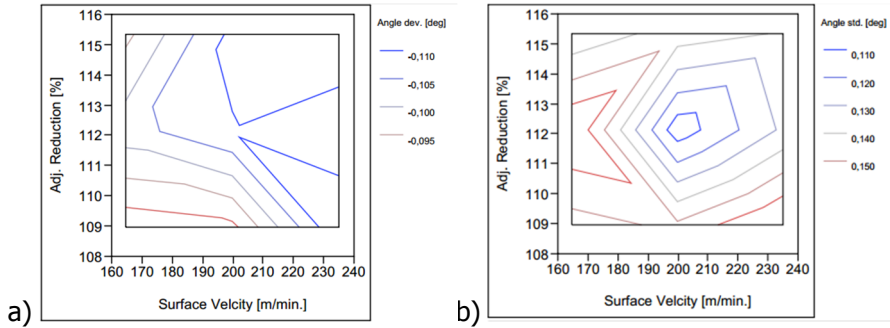 a)
Adj. Reduction [%]
116
115
114
113
112
111
110
109
108
160 170 180 190 200 210 220 230 240
Surface Velcity [m/min.]
Angle dev. [deg]
-0,110
-0,105
-0,100
-0,095
b)
Adj. Reduction [%]
116
115
114
113
112
111
110
109
108
160 170 180 190 200 210 220 230 240
Surface Velcity [m/min.]
Angle std. [deg]
0,110
0,120
0,130
0,140
0,150